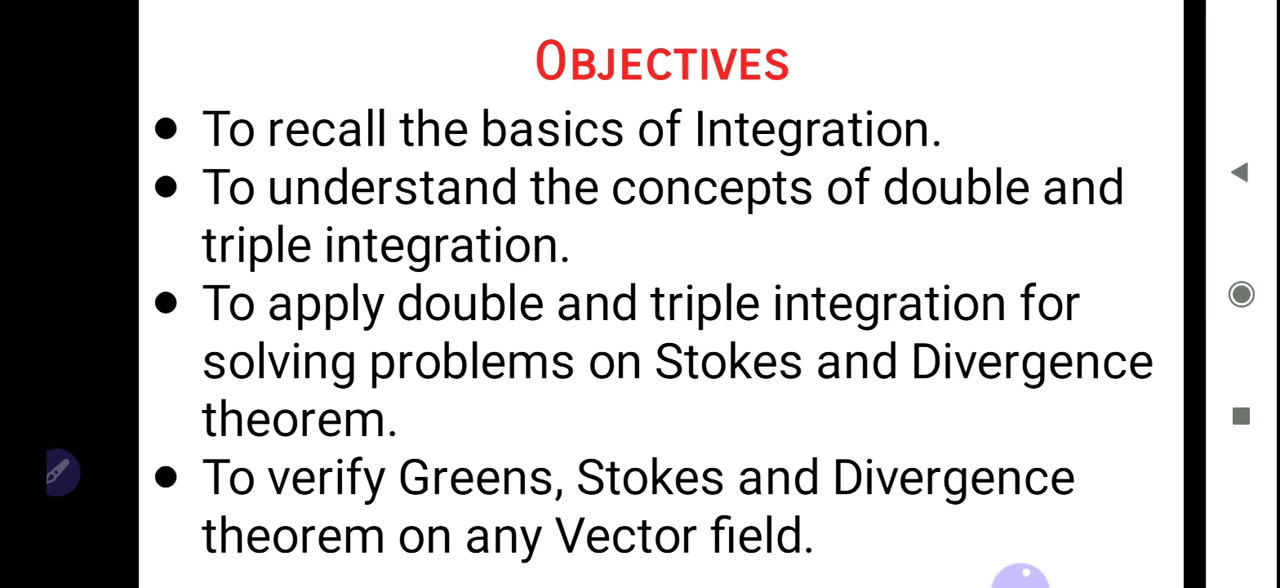 OBJECTIVES
• To recall the basics of Integration.
• To understand the concepts of double and
triple integration.
• To apply double and triple integration for
solving problems on Stokes and Divergence
theorem.
• To verify Greens, Stokes and Divergence
theorem on any Vector field.